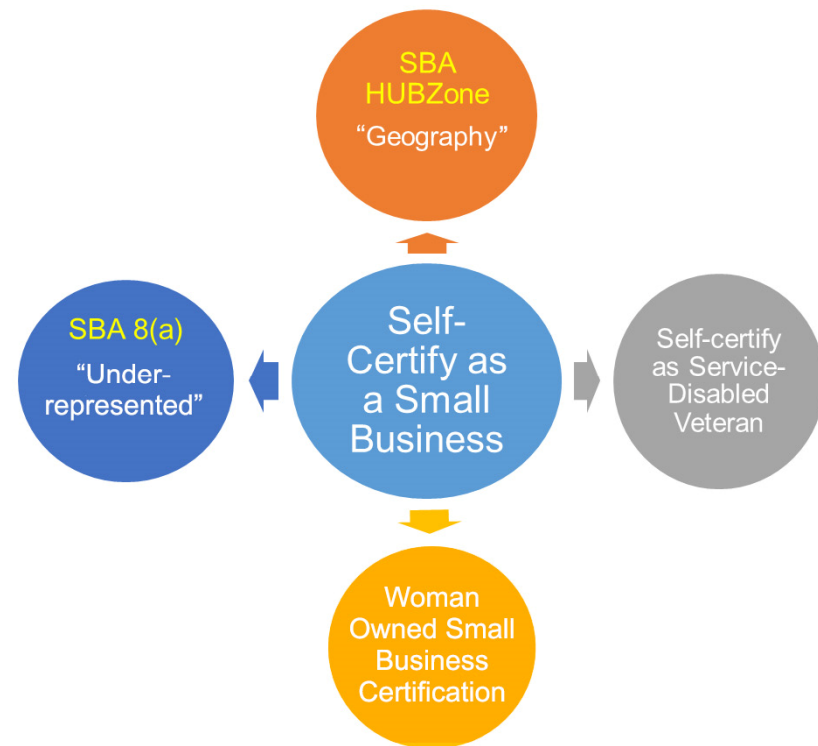 SBA
HUBZone
“Geography”
SBA 8(a)
“Under-
represented”
Self-
Certify as
a Small
Business
Self-certify
as Service-
Disabled
Veteran
Woman
Owned Small
Business
Certification